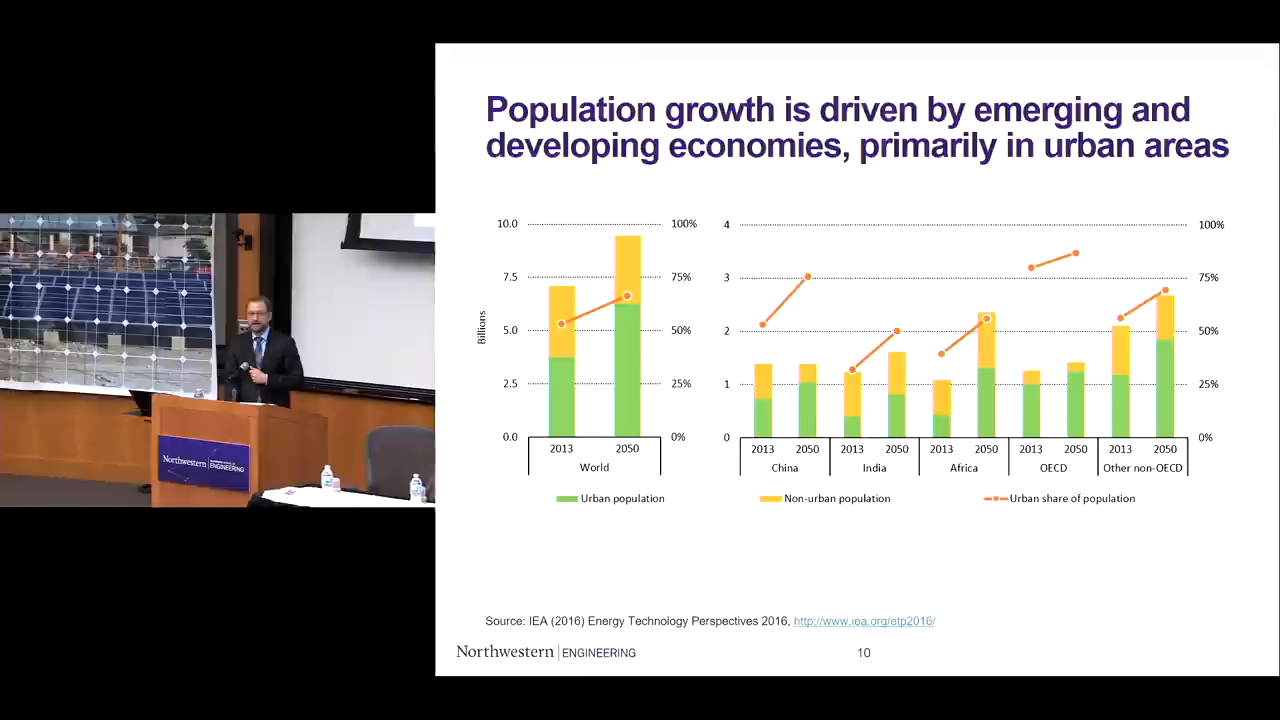 Population growth is driven by emerging and
developing economies, primarily in urban areas
Billions
10.0
7.5
5.0
2.5
0.0
100%
75%
50%
25%
0%
2013 2050
World
4
3
2
1
0
100%
75%
50%
25%
0%
2013 2050 2013 2050 2013 2050 2013 2050 2013 2050
China India Africa OECD Other non-OECD
Urban population Non-urban population Urban share of population
Source: IEA (2016) Energy Technology Perspectives 2016, http://www.iea.org/etp2016/
Northwestern | ENGINEERING
10
Northwestern
ENGINEERING